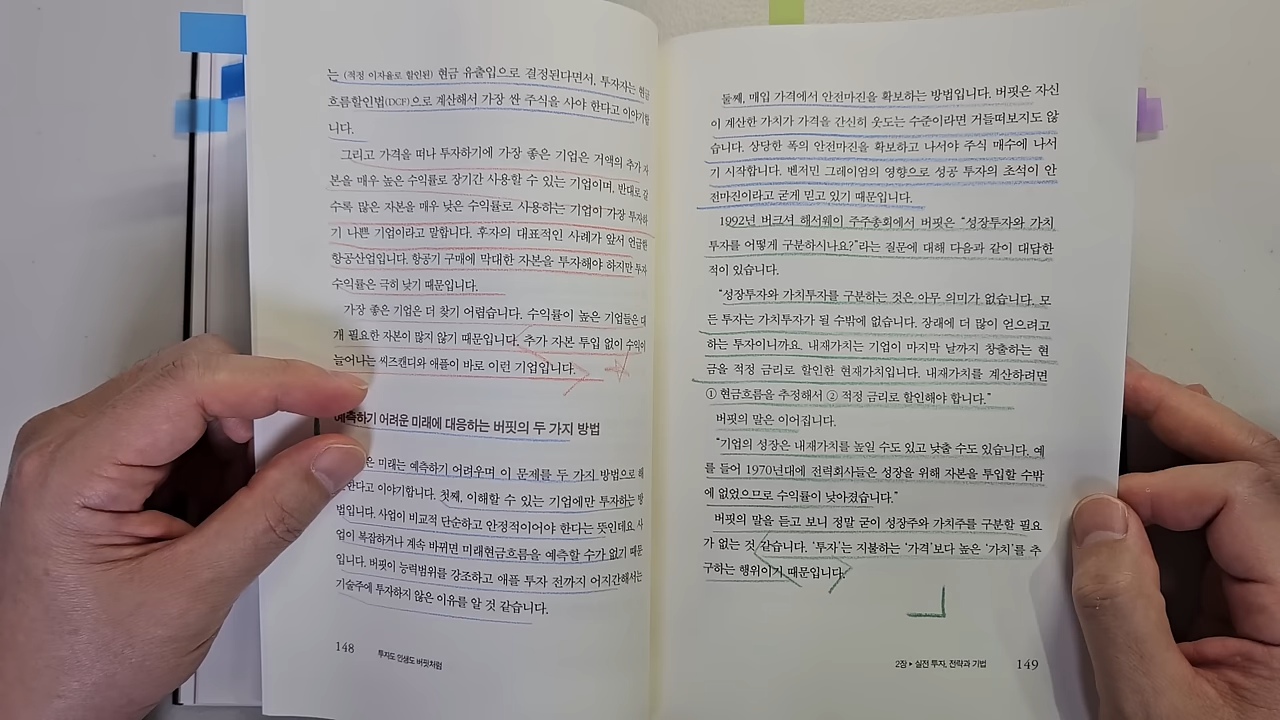 는 (적정 이자율로 할인된) 현금 유출입으로 결정된다면서, 투자자는 현금
흐름할인법(DCF)으로 계산해서 가장 싼 주식을 사야 한다고 이야기합
니다.
그리고 가격을 떠나 투자하기에 가장 좋은 기업은 거액의 추가 자
본을 매우 높은 수익률로 장기간 사용할 수 있는 기업이며, 반대로 갈
수록 많은 자본을 매우 낮은 수익률로 사용하는 기업이 가장 투자하
기 나쁜 기업이라고 말합니다. 후자의 대표적인 사례가 앞서 언급한
항공산업입니다. 항공기 구매에 막대한 자본을 투자해야 하지만 투자
수익률은 극히 낮기 때문입니다.
가장 좋은 기업은 더 찾기 어렵습니다. 수익률이 높은 기업들은 대
개 필요한 자본이 많지 않기 때문입니다. 추가 자본 투입 없이 수익이
늘어나는 씨즈캔디와 애플이 바로 이런 기업입니다.
예측하기 어려운 미래에 대응하는 버핏의 두 가지 방법
은 미래는 예측하기 어려우며 이 문제를 두 가지 방법으로 해
한다고 이야기합니다. 첫째, 이해할 수 있는 기업에만 투자하는 방
법입니다. 사업이 비교적 단순하고 안정적이어야 한다는 뜻인데요. 사
업이 복잡하거나 계속 바뀌면 미래현금흐름을 예측할 수가 없기 때문
입니다. 버핏이 능력범위를 강조하고 애플 투자 전까지 어지간해서는
기술주에 투자하지 않은 이유를 알 것 같습니다.
148 투자도 인생도 버핏처럼
둘째, 매입 가격에서 안전마진을 확보하는 방법입니다. 버핏은 자신
이 계산한 가치가 가격을 간신히 웃도는 수준이라면 거들떠보지도 않
습니다. 상당한 폭의 안전마진을 확보하고 나서야 주식 매수에 나서
기 시작합니다. 벤저민 그레이엄의 영향으로 성공 투자의 초석이 안
전마진이라고 굳게 믿고 있기 때문입니다.
1992년 버크셔 해서웨이 주주총회에서 버핏은 “성장투자와 가치
투자를 어떻게 구분하시나요?”라는 질문에 대해 다음과 같이 대답한
적이 있습니다.
“성장투자와 가치투자를 구분하는 것은 아무 의미가 없습니다. 모
든 투자는 가치투자가 될 수밖에 없습니다. 장래에 더 많이 얻으려고
하는 투자이니까요. 내재가치는 기업이 마지막 날까지 창출하는 현
금을 적정 금리로 할인한 현재가치입니다. 내재가치를 계산하려면
① 현금흐름을 추정해서 ② 적정 금리로 할인해야 합니다.”
버핏의 말은 이어집니다.
“기업의 성장은 내재가치를 높일 수도 있고 낮출 수도 있습니다. 예
를 들어 1970년대에 전력회사들은 성장을 위해 자본을 투입할 수밖
에 없었으므로 수익률이 낮아졌습니다.”
버핏의 말을 듣고 보니 정말 굳이 성장주와 가치주를 구분할 필요
가 없는 것 같습니다. ‘투자’는 지불하는 ‘가격’보다 높은 ‘가치’를 추
구하는 행위이기 때문입니다.
2장 ▸ 실전 투자, 전략과 기법 149